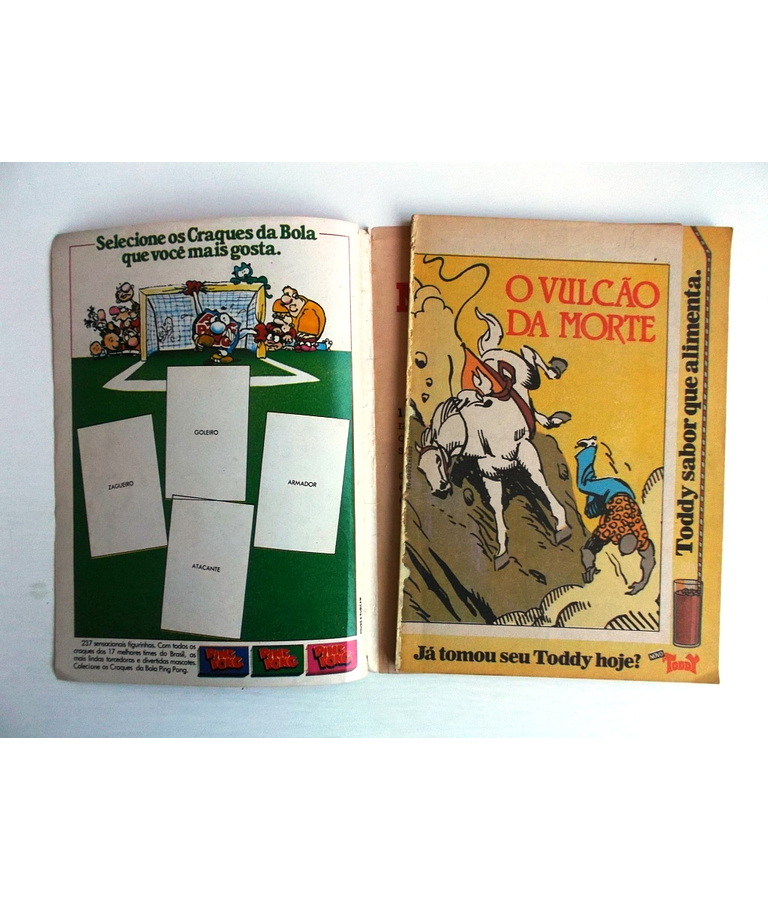 Selecione os Craques da Bola
que você mais gosta.
GOLEIRO
ZAGUEIRO
ARMADOR
ATACANTE
237 sensacionais figurinhas. Com todos os
craques dos 17 melhores times do Brasil, as
mais lindas torcedoras e divertidos mascotes.
Colecione os Craques da Bola Ping Pong.
PING PONG
PING PONG
PING PONG
O VULCÃO
DA MORTE
Toddy sabor que alimenta.
Já tomou seu Toddy hoje?
NOVO
TODDY